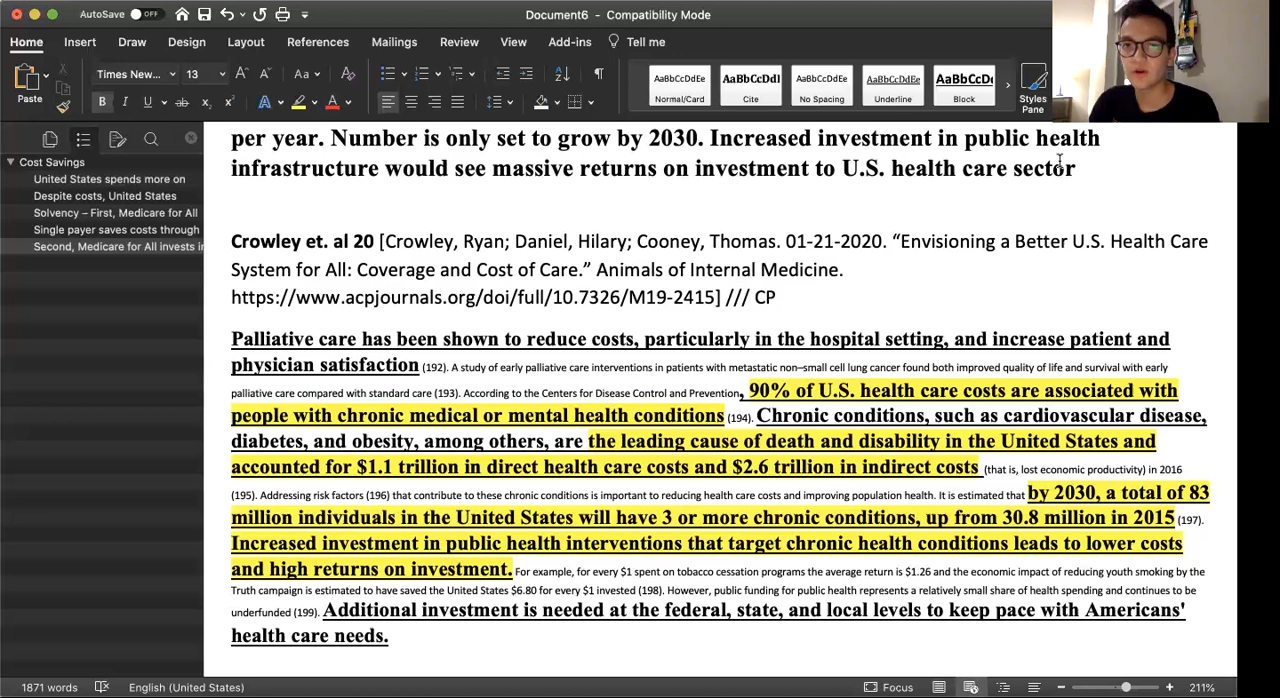 AutoSave OFF Document6 - Compatibility Mode
Home Insert Draw Design Layout References Mailings Review View Add-ins Tell me
Paste Times New... 13 Aa AaBbCcDdEe Normal/Card AaBbCcDdI Cite AaBbCcDdEe No Spacing AaBbCcDdEe Underline AaBbCcDc Block Styles Pane
B I U ab x₂ x² A A
Cost Savings
United States spends more on
Despite costs, United States
Solvency – First, Medicare for All
Single payer saves costs through
Second, Medicare for All invests in
per year. Number is only set to grow by 2030. Increased investment in public health
infrastructure would see massive returns on investment to U.S. health care sector
Crowley et. al 20 [Crowley, Ryan; Daniel, Hilary; Cooney, Thomas. 01-21-2020. “Envisioning a Better U.S. Health Care
System for All: Coverage and Cost of Care.” Animals of Internal Medicine.
https://www.acpjournals.org/doi/full/10.7326/M19-2415] /// CP
Palliative care has been shown to reduce costs, particularly in the hospital setting, and increase patient and
physician satisfaction (192). A study of early palliative care interventions in patients with metastatic non–small cell lung cancer found both improved quality of life and survival with early
palliative care compared with standard care (193). According to the Centers for Disease Control and Prevention, 90% of U.S. health care costs are associated with
people with chronic medical or mental health conditions (194). Chronic conditions, such as cardiovascular disease,
diabetes, and obesity, among others, are the leading cause of death and disability in the United States and
accounted for $1.1 trillion in direct health care costs and $2.6 trillion in indirect costs (that is, lost economic productivity) in 2016
(195). Addressing risk factors (196) that contribute to these chronic conditions is important to reducing health care costs and improving population health. It is estimated that by 2030, a total of 83
million individuals in the United States will have 3 or more chronic conditions, up from 30.8 million in 2015 (197).
Increased investment in public health interventions that target chronic health conditions leads to lower costs
and high returns on investment. For example, for every $1 spent on tobacco cessation programs the average return is $1.26 and the economic impact of reducing youth smoking by the
Truth campaign is estimated to have saved the United States $6.80 for every $1 invested (198). However, public funding for public health represents a relatively small share of health spending and continues to be
underfunded (199). Additional investment is needed at the federal, state, and local levels to keep pace with Americans'
health care needs.
1871 words English (United States) Focus 211%